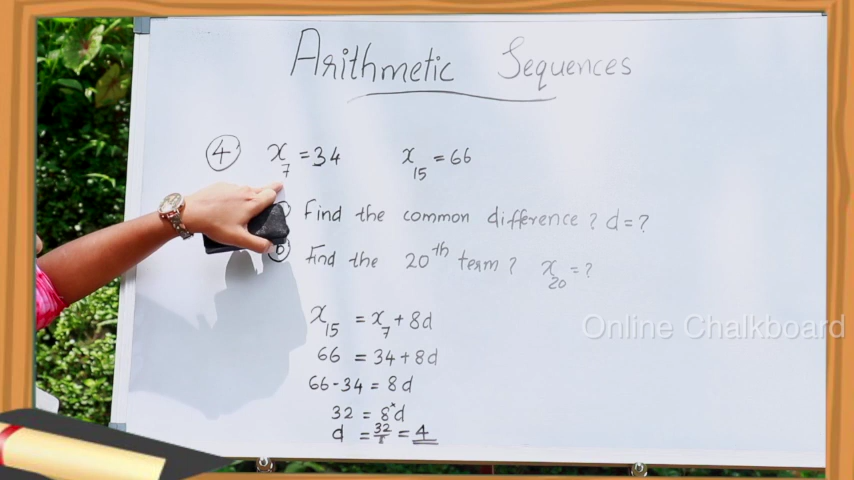 Arithmetic Sequences
④ x₇ = 34 x₁₅ = 66
Find the common difference? d = ?
ⓑ Find the 20th term? x₂₀ = ?
x₁₅ = x₇ + 8d
66 = 34 + 8d
66 - 34 = 8d
32 = 8ˣd
d = 32/8 = 4
Online Chalkboard